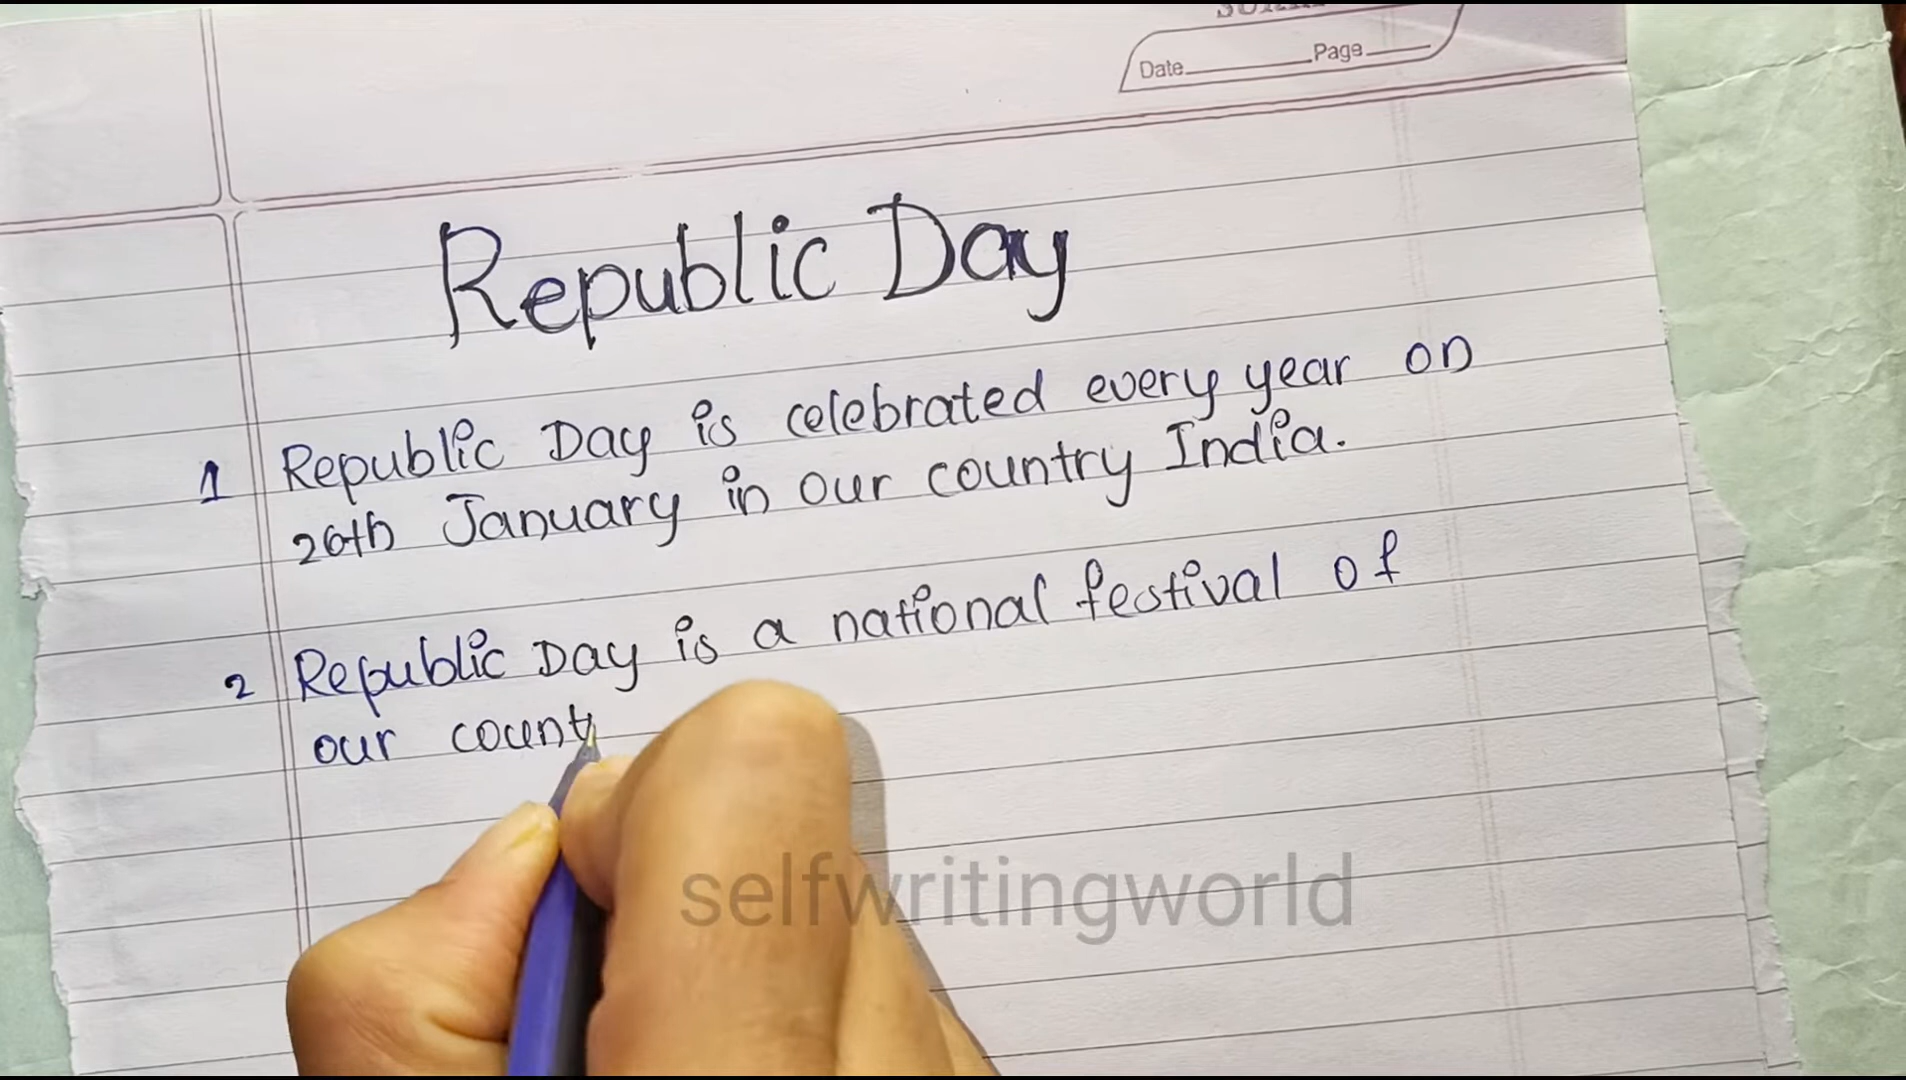 Date Page
Republic Day
1 Republic Day is celebrated every year on
26th January in our country India.
2 Republic Day is a national festival of
our count
selfwritingworld